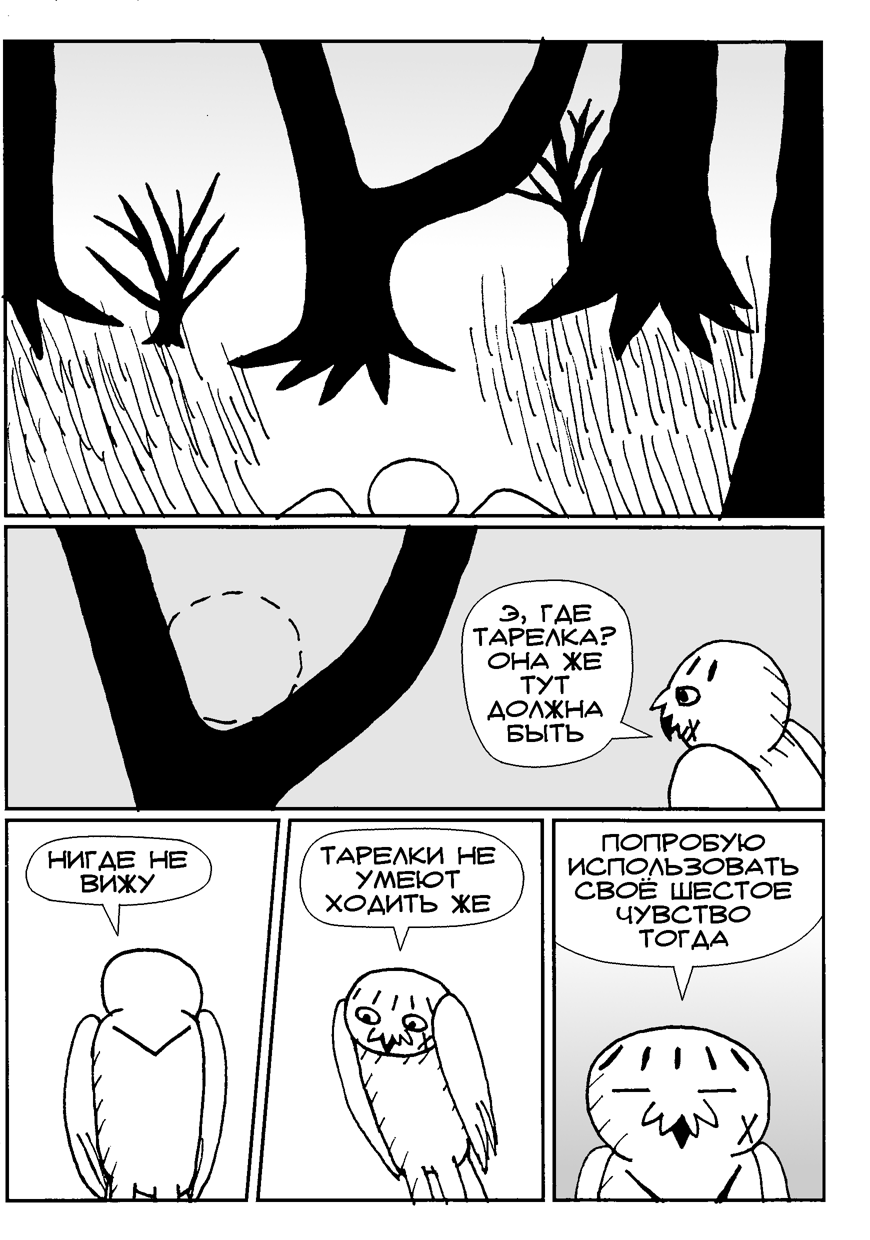 Э, ГДЕ
ТАРЕЛКА?
ОНА ЖЕ
ТУТ
ДОЛЖНА
БЫТЬ
НИГДЕ НЕ
ВИЖУ
ТАРЕЛКИ НЕ
УМЕЮТ
ХОДИТЬ ЖЕ
ПОПРОБУЮ
ИСПОЛЬЗОВАТЬ
СВОЁ ШЕСТОЕ
ЧУВСТВО
ТОГДА